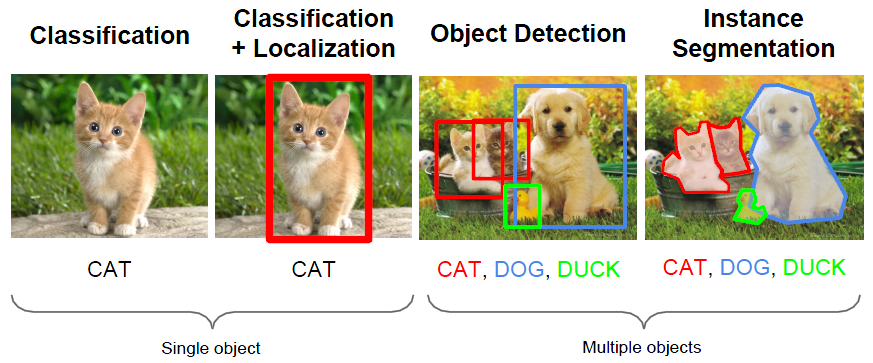 Classification
Classification
+ Localization
Object Detection
Instance
Segmentation
CAT
CAT
CAT, DOG, DUCK
CAT, DOG, DUCK
Single object
Multiple objects